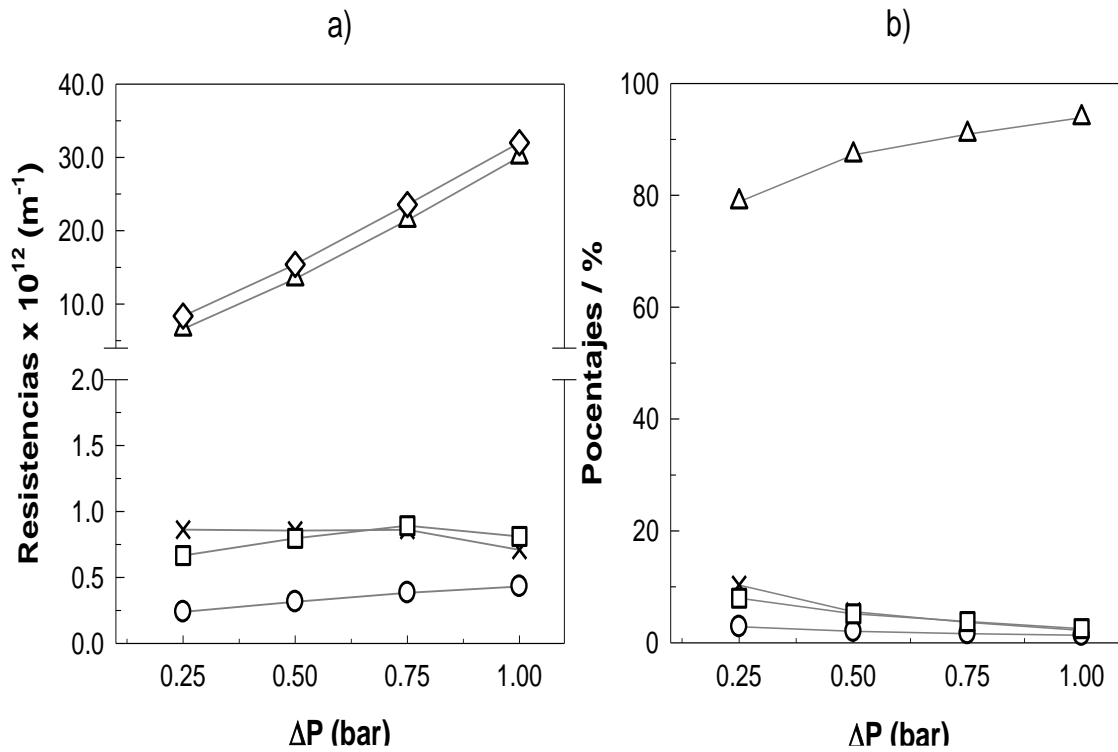 a)
Resistencias x 10¹² (m⁻¹)
40.0
30.0
20.0
10.0
2.0
1.5
1.0
0.5
0.0
0.25 0.50 0.75 1.00
ΔP (bar)
b)
Pocentajes / %
100
80
60
40
20
0
0.25 0.50 0.75 1.00
ΔP (bar)